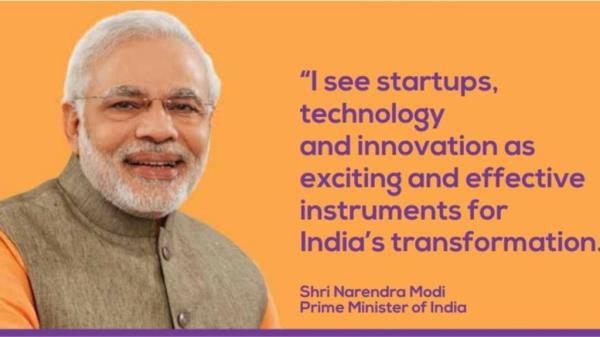 “I see startups,
technology
and innovation as
exciting and effective
instruments for
India’s transformation.
Shri Narendra Modi
Prime Minister of India